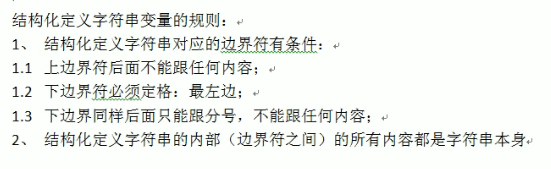 结构化定义字符串变量的规则：
1、 结构化定义字符串对应的边界符有条件：
1.1 上边界符后面不能跟任何内容；
1.2 下边界符必须定格：最左边；
1.3 下边界同样后面只能跟分号，不能跟任何内容；
2、 结构化定义字符串的内部（边界符之间）的所有内容都是字符串本身